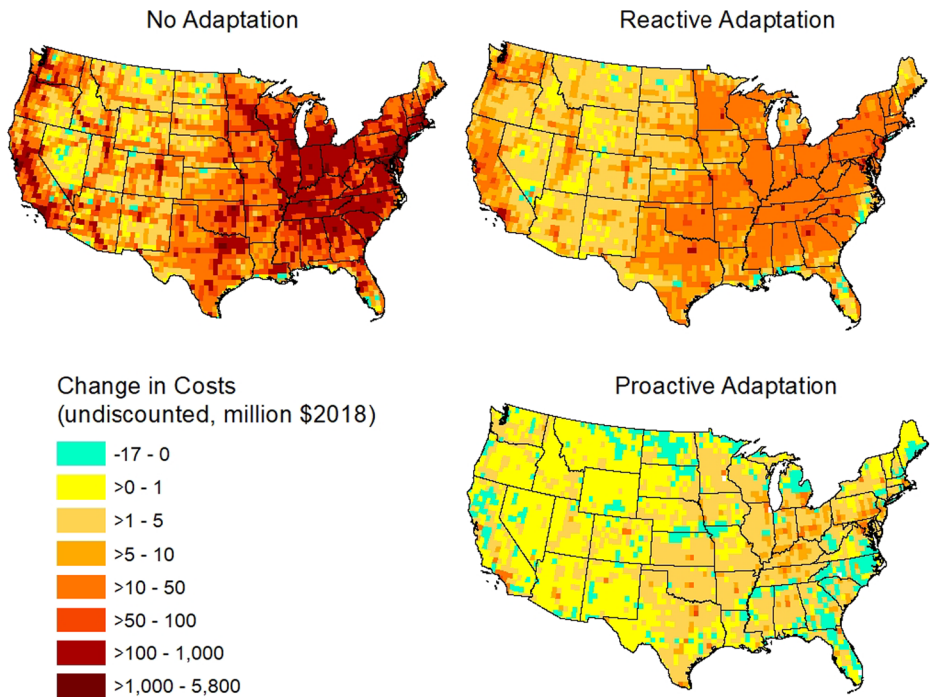 No Adaptation
Reactive Adaptation
Change in Costs
(undiscounted, million $2018)
-17 - 0
>0 - 1
>1 - 5
>5 - 10
>10 - 50
>50 - 100
>100 - 1,000
>1,000 - 5,800
Proactive Adaptation